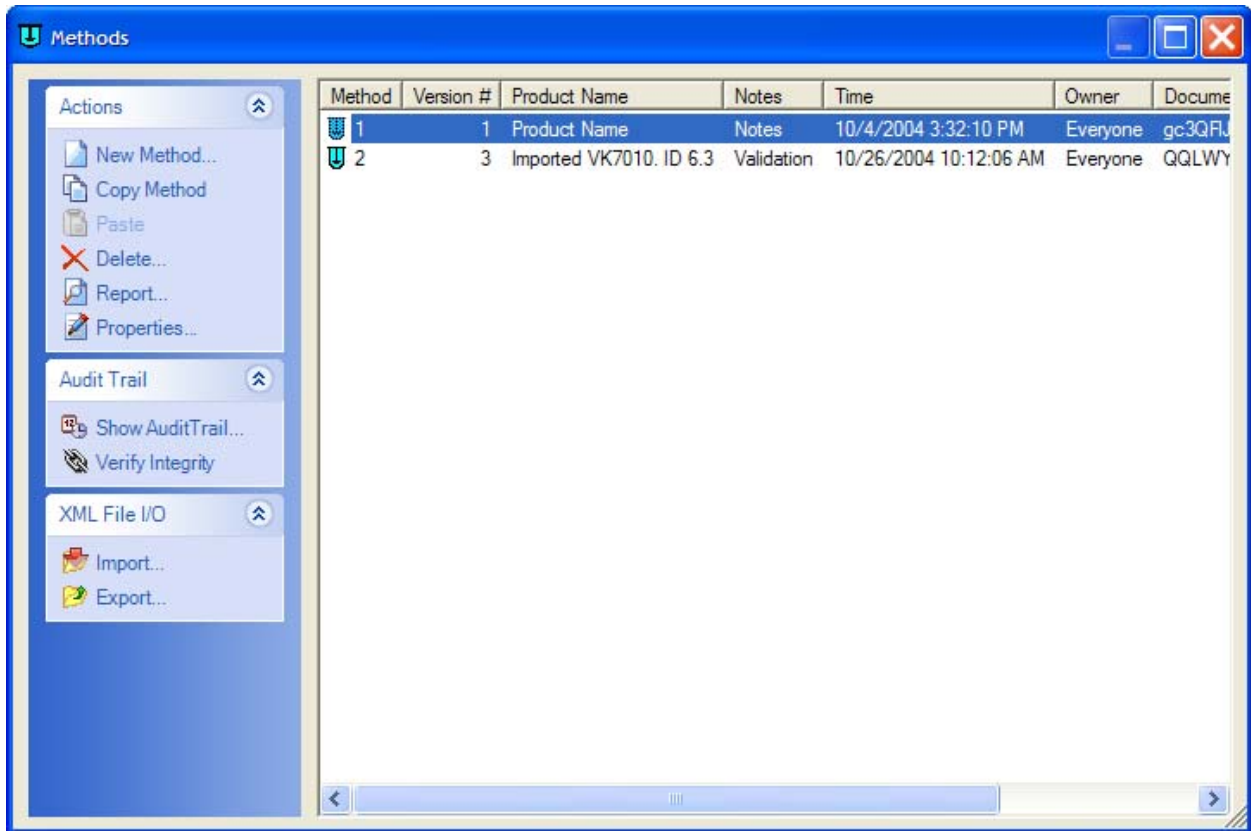 Methods
Actions
New Method...
Copy Method
Paste
Delete...
Report...
Properties...
Audit Trail
Show AuditTrail...
Verify Integrity
XML File I/O
Import...
Export...
Method Version # Product Name Notes Time Owner Docume
1 1 Product Name Notes 10/4/2004 3:32:10 PM Everyone
2 3 Imported VK7010. ID 6.3 Validation 10/26/2004 10:12:06 AM Everyone QQLWY